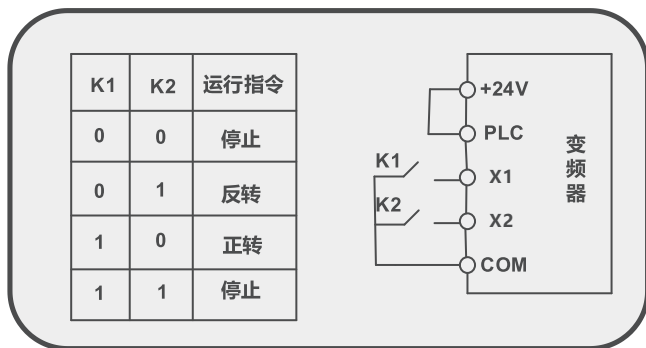 K1 K2 运行指令
0 0 停止
0 1 反转
1 0 正转
1 1 停止
+24V
PLC
K1
X1
K2
X2
COM
变频器